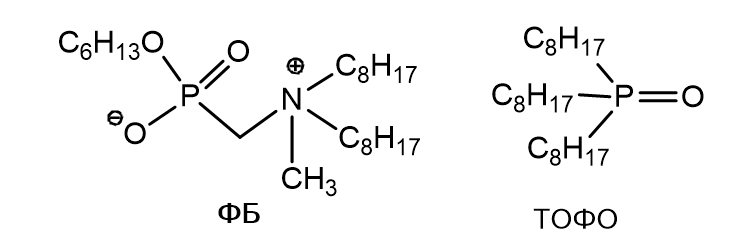 C₆H₁₃O O
⊕ C₈H₁₇
P N
⊖O C₈H₁₇
CH₃
ФБ
C₈H₁₇
C₈H₁₇ P O
C₈H₁₇
ТОФО